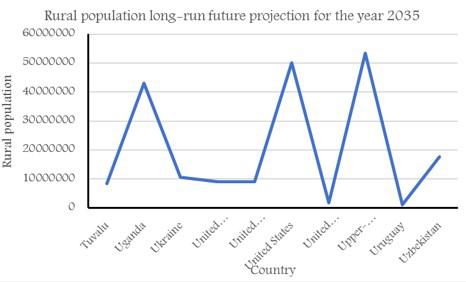 Rural population long-run future projection for the year 2035
Rural population
60000000
50000000
40000000
30000000
20000000
10000000
0
Tuvalu
Uganda
Ukraine
United...
United...
United States
United...
Upper-...
Uruguay
Uzbekistan
Country